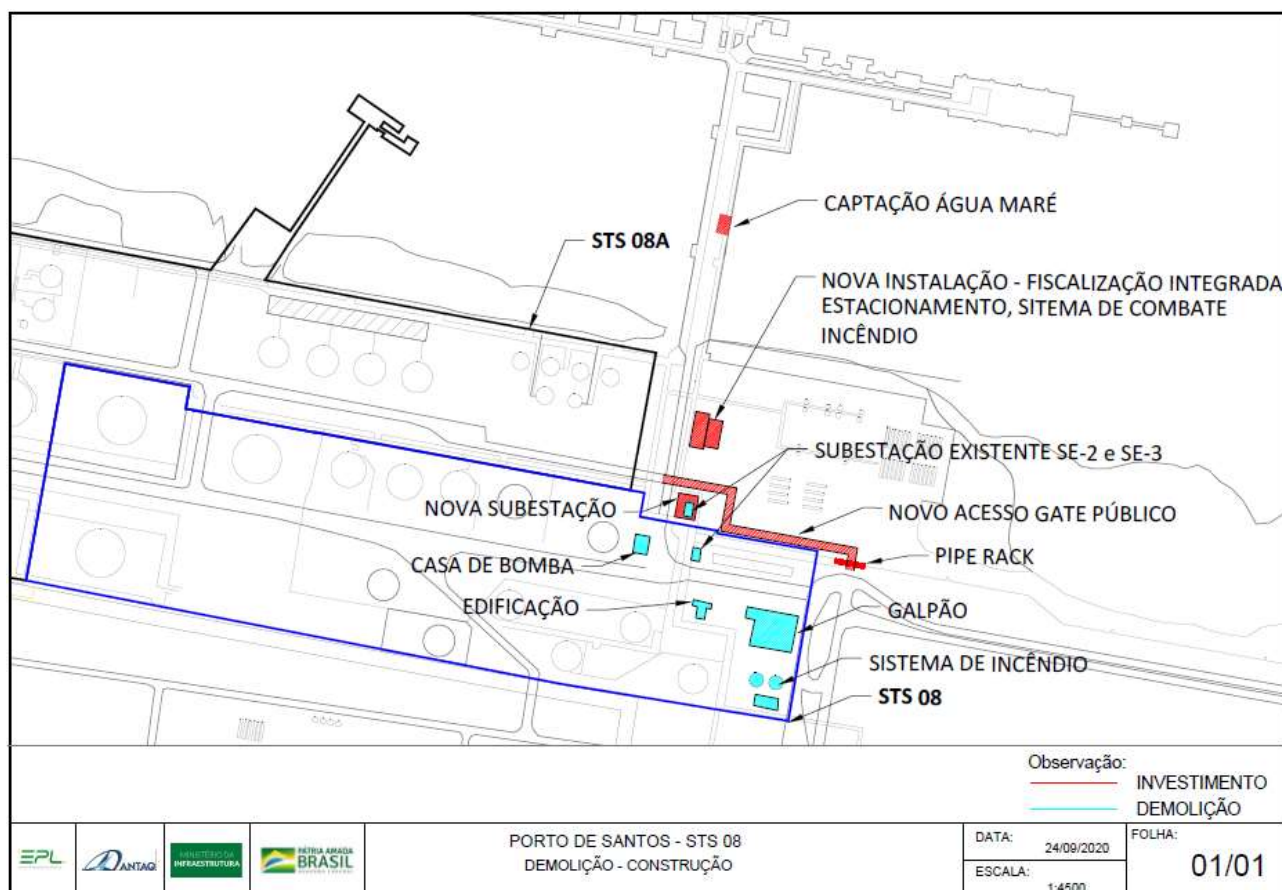 CAPTAÇÃO ÁGUA MARÉ
STS 08A
NOVA INSTALAÇÃO - FISCALIZAÇÃO INTEGRADA
ESTACIONAMENTO, SITEMA DE COMBATE
INCÊNDIO
SUBESTAÇÃO EXISTENTE SE-2 e SE-3
NOVA SUBESTAÇÃO
NOVO ACESSO GATE PÚBLICO
CASA DE BOMBA
PIPE RACK
EDIFICAÇÃO
GALPÃO
SISTEMA DE INCÊNDIO
STS 08
Observação:
INVESTIMENTO
DEMOLIÇÃO
EPL
ANTAQ
MINISTÉRIO DA
INFRAESTRUTURA
PÁTRIA AMADA
BRASIL
PORTO DE SANTOS - STS 08
DEMOLIÇÃO - CONSTRUÇÃO
DATA: 24/09/2020
ESCALA: 1:4500
FOLHA:
01/01